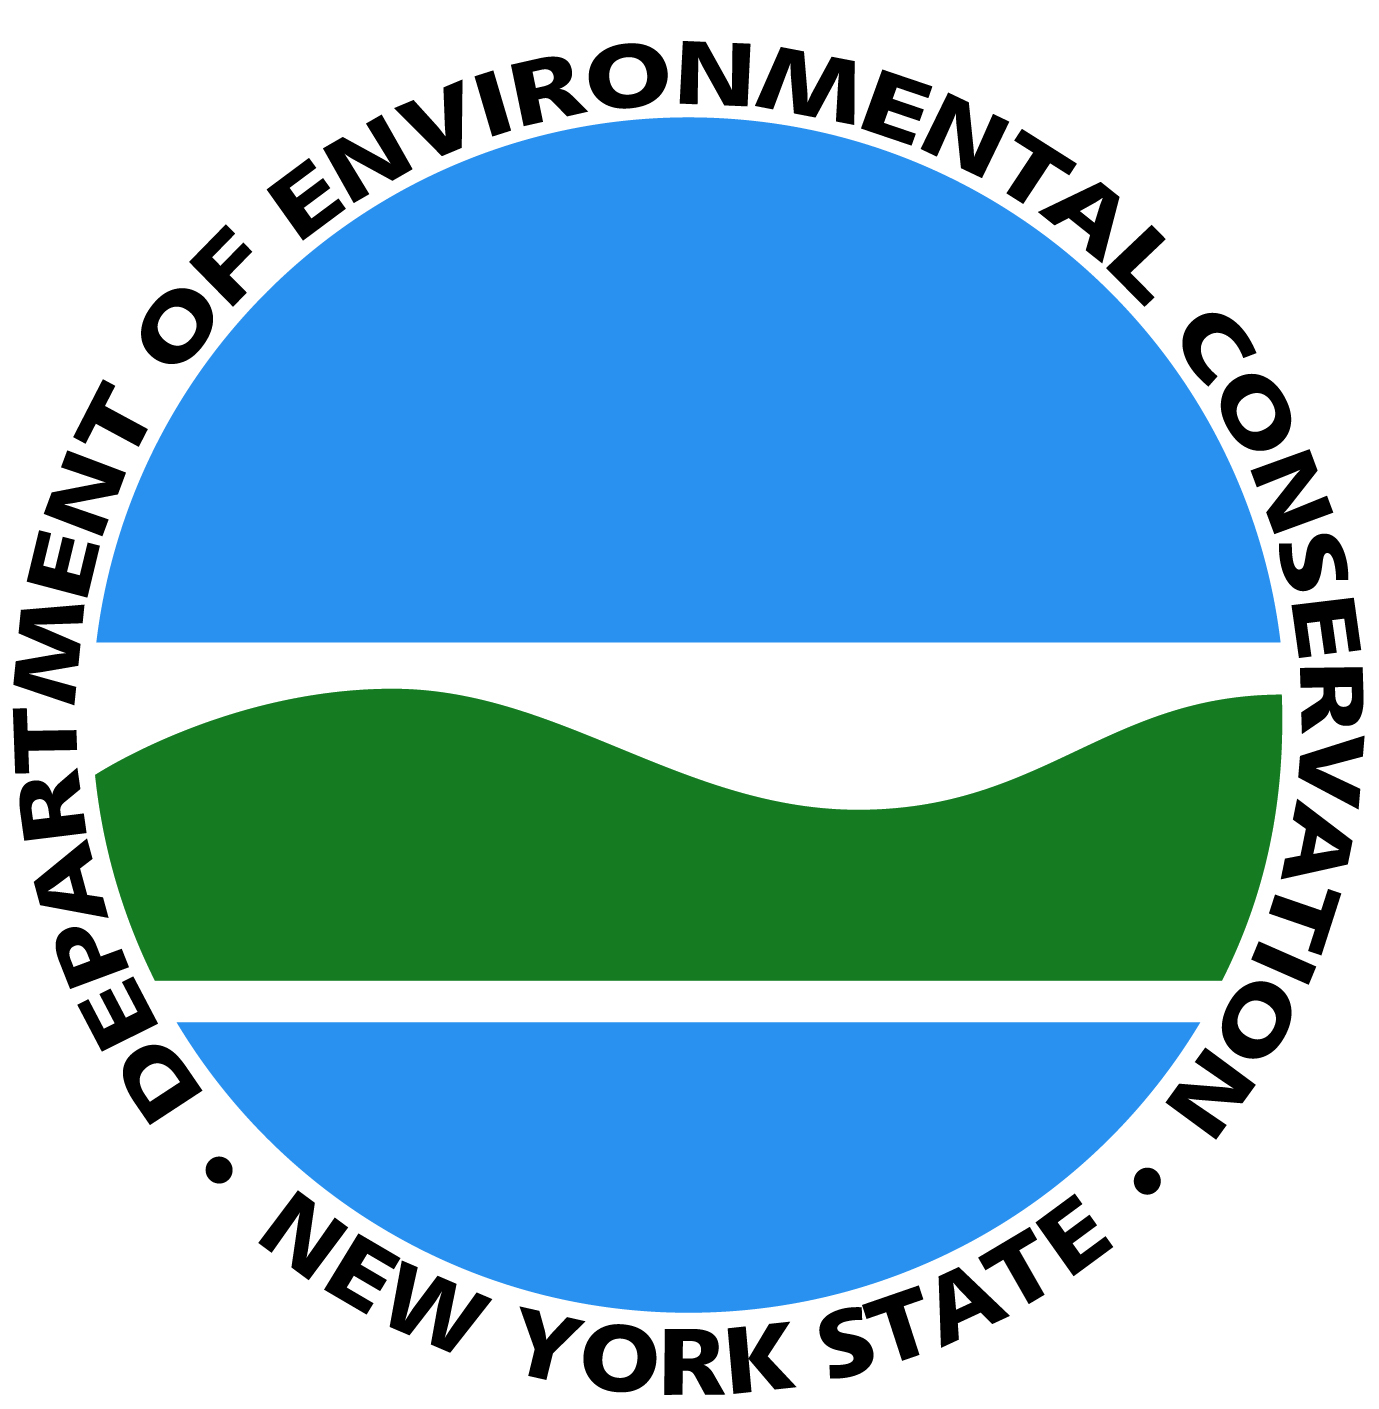 DEPARTMENT OF ENVIRONMENTAL CONSERVATION
• NEW YORK STATE •